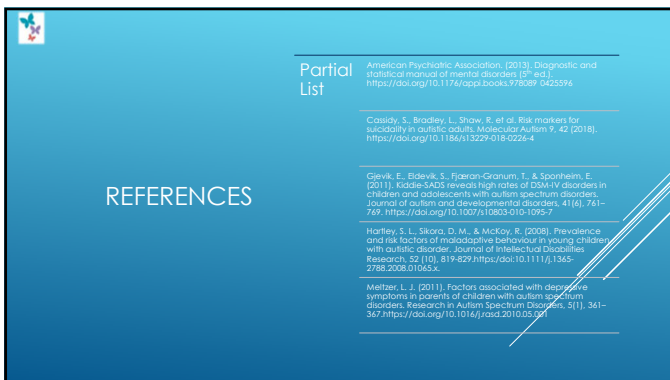 REFERENCES
Partial
List
American Psychiatric Association. (2013). Diagnostic and
statistical manual of mental disorders (5th ed.).
https://doi.org/10.1176/appi.books.978089 0425596
Cassidy, S., Bradley, L., Shaw, R. et al. Risk markers for
suicidality in autistic adults. Molecular Autism 9, 42 (2018).
https://doi.org/10.1186/s13229-018-0226-4
Gjevik, E., Eldevik, S., Fjæran-Granum, T., & Sponheim, E.
(2011). Kiddie-SADS reveals high rates of DSM-IV disorders in
children and adolescents with autism spectrum disorders.
Journal of autism and developmental disorders, 41(6), 761–
769. https://doi.org/10.1007/s10803-010-1095-7
Hartley, S. L., Sikora, D. M., & McKoy, R. (2008). Prevalence
and risk factors of maladaptive behaviour in young children
with autistic disorder. Journal of Intellectual Disabilities
Research, 52 (10), 819-829.https:/doi:10.1111/j.1365-
2788.2008.01065.x.
Meltzer, L. J. (2011). Factors associated with depressive
symptoms in parents of children with autism spectrum
disorders. Research in Autism Spectrum Disorders, 5(1), 361–
367.https://doi.org/10.1016/j.rasd.2010.05.001